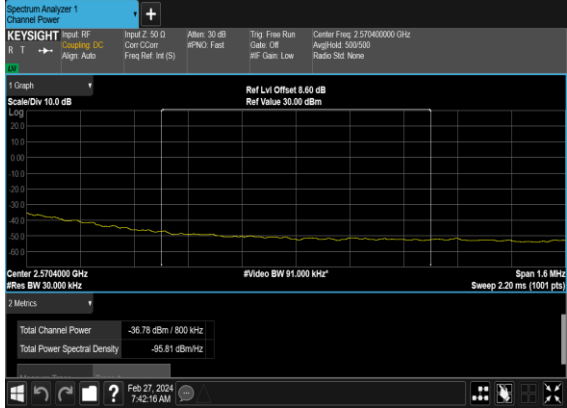 Spectrum Analyzer 1
Channel Power
+
KEYSIGHT Input: RF Input Z: 50 Ω Atten: 30 dB Trig: Free Run Center Freq: 2.570400000 GHz
R T Coupling: DC Corr CCorr #PNO: Fast Gate: Off Avg|Hold: 500/500
Align: Auto Freq Ref: Int (S) #IF Gain: Low Radio Std: None
1 Graph
Ref Lvl Offset 8.60 dB
Scale/Div 10.0 dB Ref Value 30.00 dBm
Log
20.0
10.0
0.00
-10.0
-20.0
-30.0
-40.0
-50.0
-60.0
Center 2.5704000 GHz #Video BW 91.000 kHz* Span 1.6 MHz
#Res BW 30.000 kHz Sweep 2.20 ms (1001 pts)
2 Metrics
Total Channel Power -36.78 dBm / 800 kHz
Total Power Spectral Density -95.81 dBm/Hz
?
Feb 27, 2024
7:42:16 AM